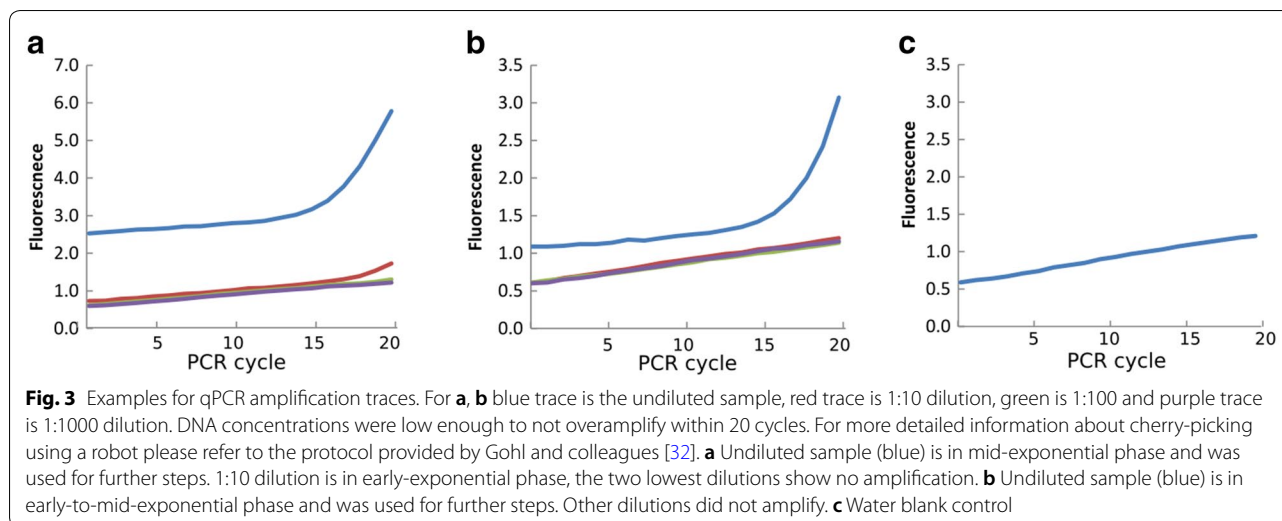 a
b
c
7.0
6.0
5.0
4.0
3.0
2.0
1.0
0.0
Fluorescnece
5 10 15 20
PCR cycle
3.5
3.0
2.5
2.0
1.5
1.0
0.5
0.0
Fluorescence
5 10 15 20
PCR cycle
3.5
3.0
2.5
2.0
1.5
1.0
0.5
0.0
Fluorescence
5 10 15 20
PCR cycle
Fig. 3 Examples for qPCR amplification traces. For a, b blue trace is the undiluted sample, red trace is 1:10 dilution, green is 1:100 and purple trace
is 1:1000 dilution. DNA concentrations were low enough to not overamplify within 20 cycles. For more detailed information about cherry-picking
using a robot please refer to the protocol provided by Gohl and colleagues [32]. a Undiluted sample (blue) is in mid-exponential phase and was
used for further steps. 1:10 dilution is in early-exponential phase, the two lowest dilutions show no amplification. b Undiluted sample (blue) is in
early-to-mid-exponential phase and was used for further steps. Other dilutions did not amplify. c Water blank control